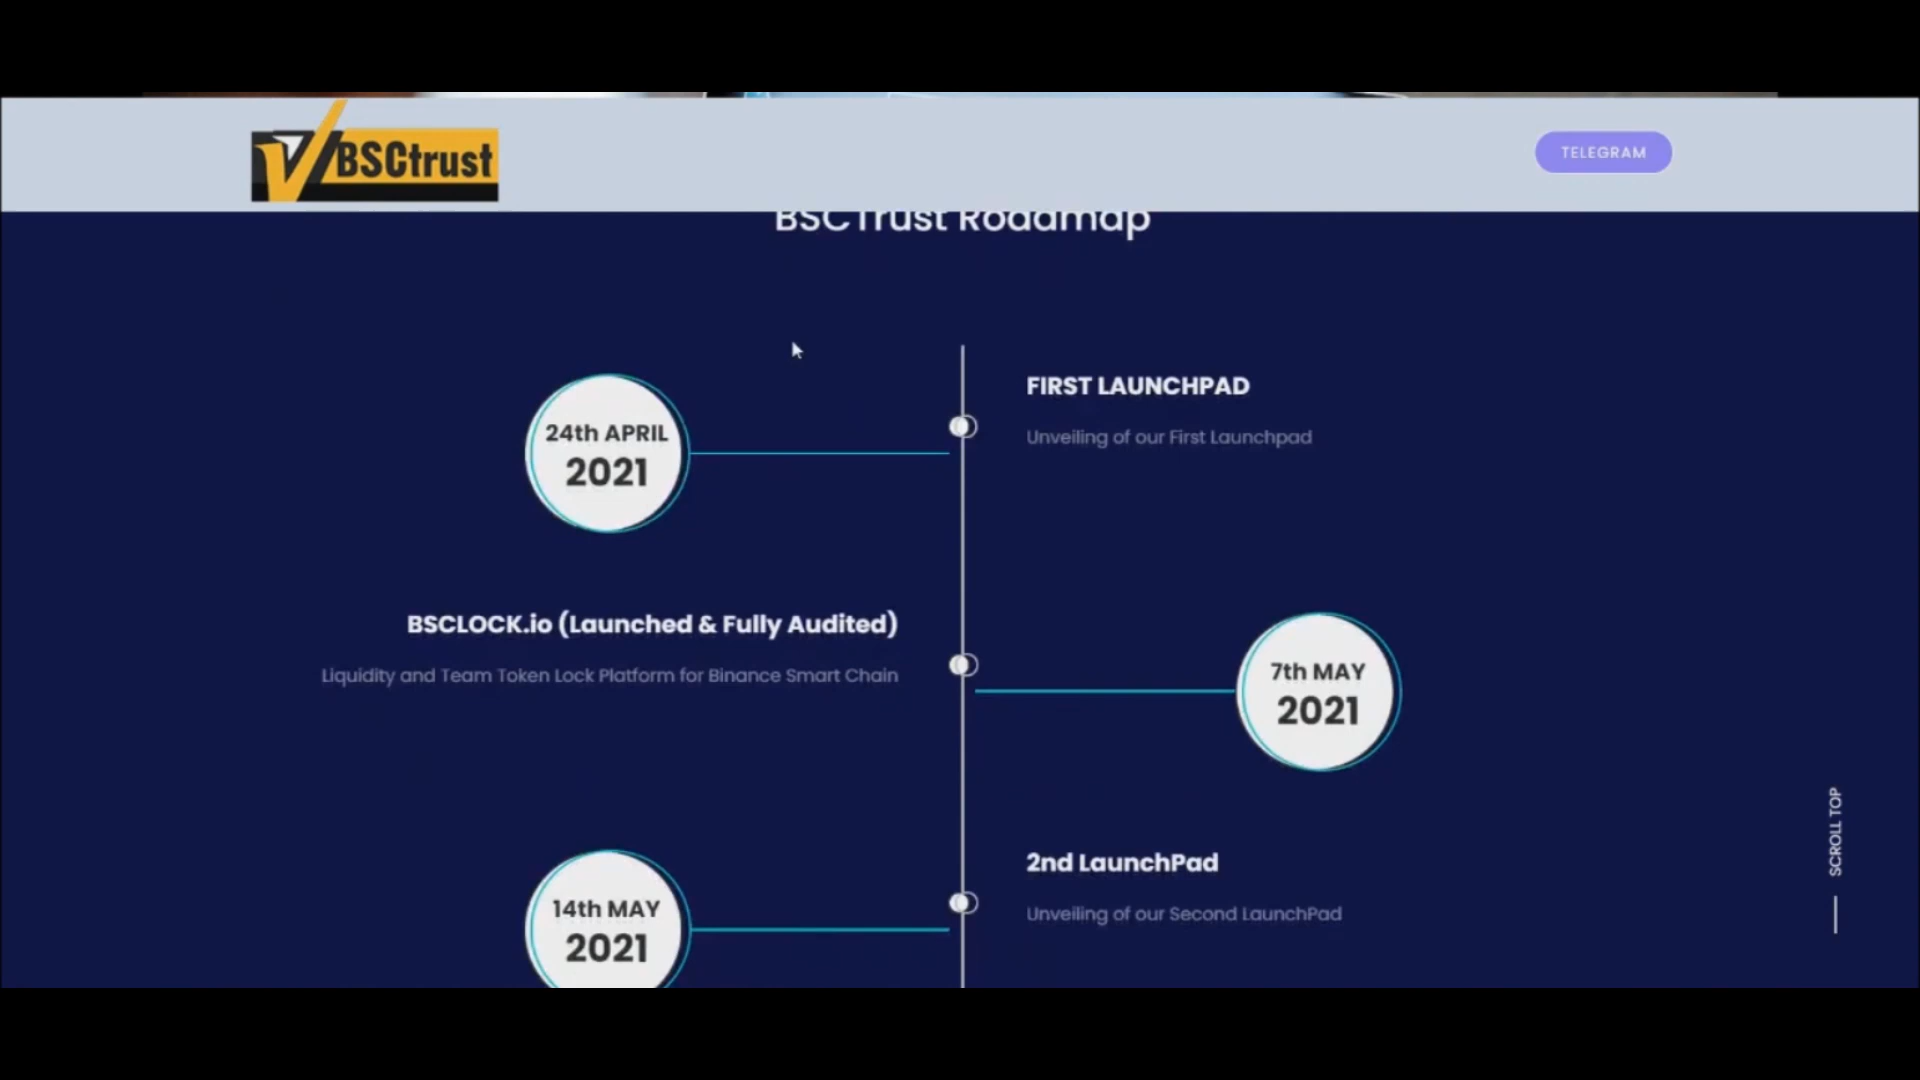 BSCtrust
TELEGRAM
BSCTrust Roadmap
24th APRIL
2021
FIRST LAUNCHPAD
Unveiling of our First Launchpad
BSCLOCK.io (Launched & Fully Audited)
Liquidity and Team Token Lock Platform for Binance Smart Chain
7th MAY
2021
14th MAY
2021
2nd LaunchPad
Unveiling of our Second LaunchPad
SCROLL TOP